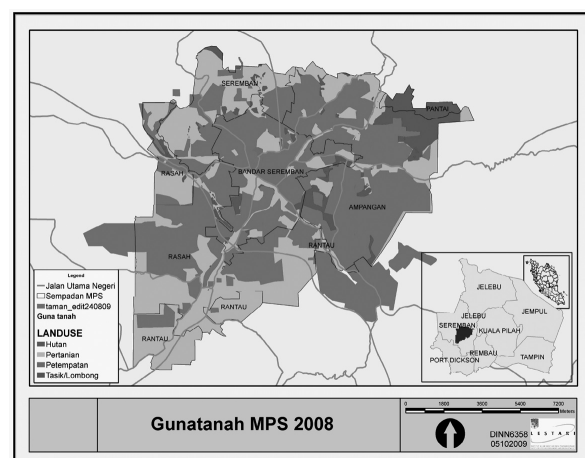 SEREMBAN
PANTAI
RASAH
BANDAR SEREMBAN
AMPANGAN
RANTAU
RASAH
RANTAU
RANTAU
Legend
Jalan Utama Negeri
Sempadan MPS
taman_edit240809
Guna tanah
LANDUSE
Hutan
Pertanian
Petempatan
Tasik/Lombong
JELEBU
JELEBU
JEMPUL
SEREMBAN
KUALA PILAH
REMBAU
PORT DICKSON
TAMPIN
Gunatanah MPS 2008
0 1800 3600 5400 7200
Meters
DINN6358
05102009
LESTARI